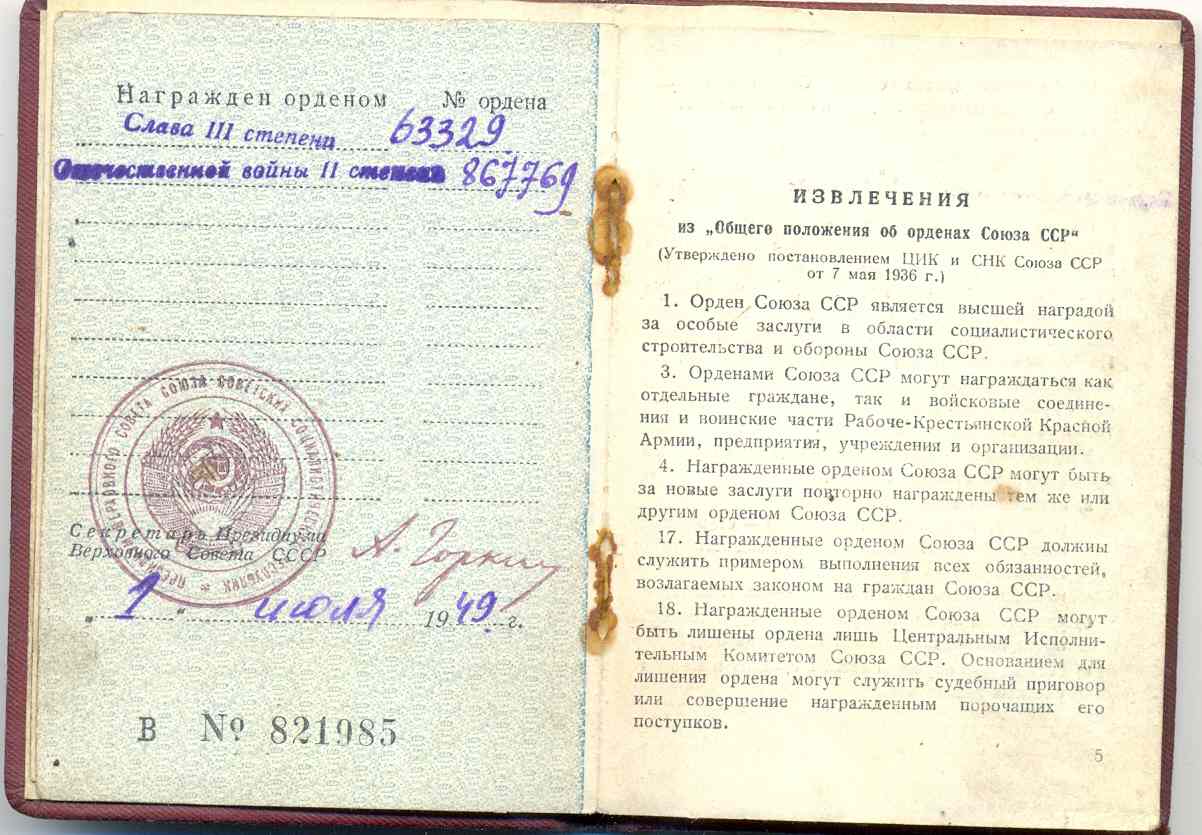 Награжден орденом № ордена
Слава III степени 63329
Отечественной войны II степени 867769
ПРЕЗИДИУМ ВЕРХОВНОГО СОВЕТА СОЮЗА СОВЕТСКИХ СОЦИАЛИСТИЧЕСКИХ РЕСПУБЛИК
Секретарь Президиума
Верховного Совета СССР А. Горкин
„ 1 " июля 1949 г.
В № 821985
ИЗВЛЕЧЕНИЯ
из „Общего положения об орденах Союза ССР“
(Утверждено постановлением ЦИК и СНК Союза ССР
от 7 мая 1936 г.)
1. Орден Союза ССР является высшей наградой
за особые заслуги в области социалистического
строительства и обороны Союза ССР.
3. Орденами Союза ССР могут награждаться как
отдельные граждане, так и войсковые соедине-
ния и воинские части Рабоче-Крестьянской Красной
Армии, предприятия, учреждения и организации.
4. Награжденные орденом Союза ССР могут быть
за новые заслуги повторно награждены тем же или
другим орденом Союза ССР.
17. Награжденные орденом Союза ССР должны
служить примером выполнения всех обязанностей,
возлагаемых законом на граждан Союза ССР.
18. Награжденные орденом Союза ССР могут
быть лишены ордена лишь Центральным Исполни-
тельным Комитетом Союза ССР. Основанием для
лишения ордена могут служить судебный приговор
или совершение награжденным порочащих его
поступков.
5